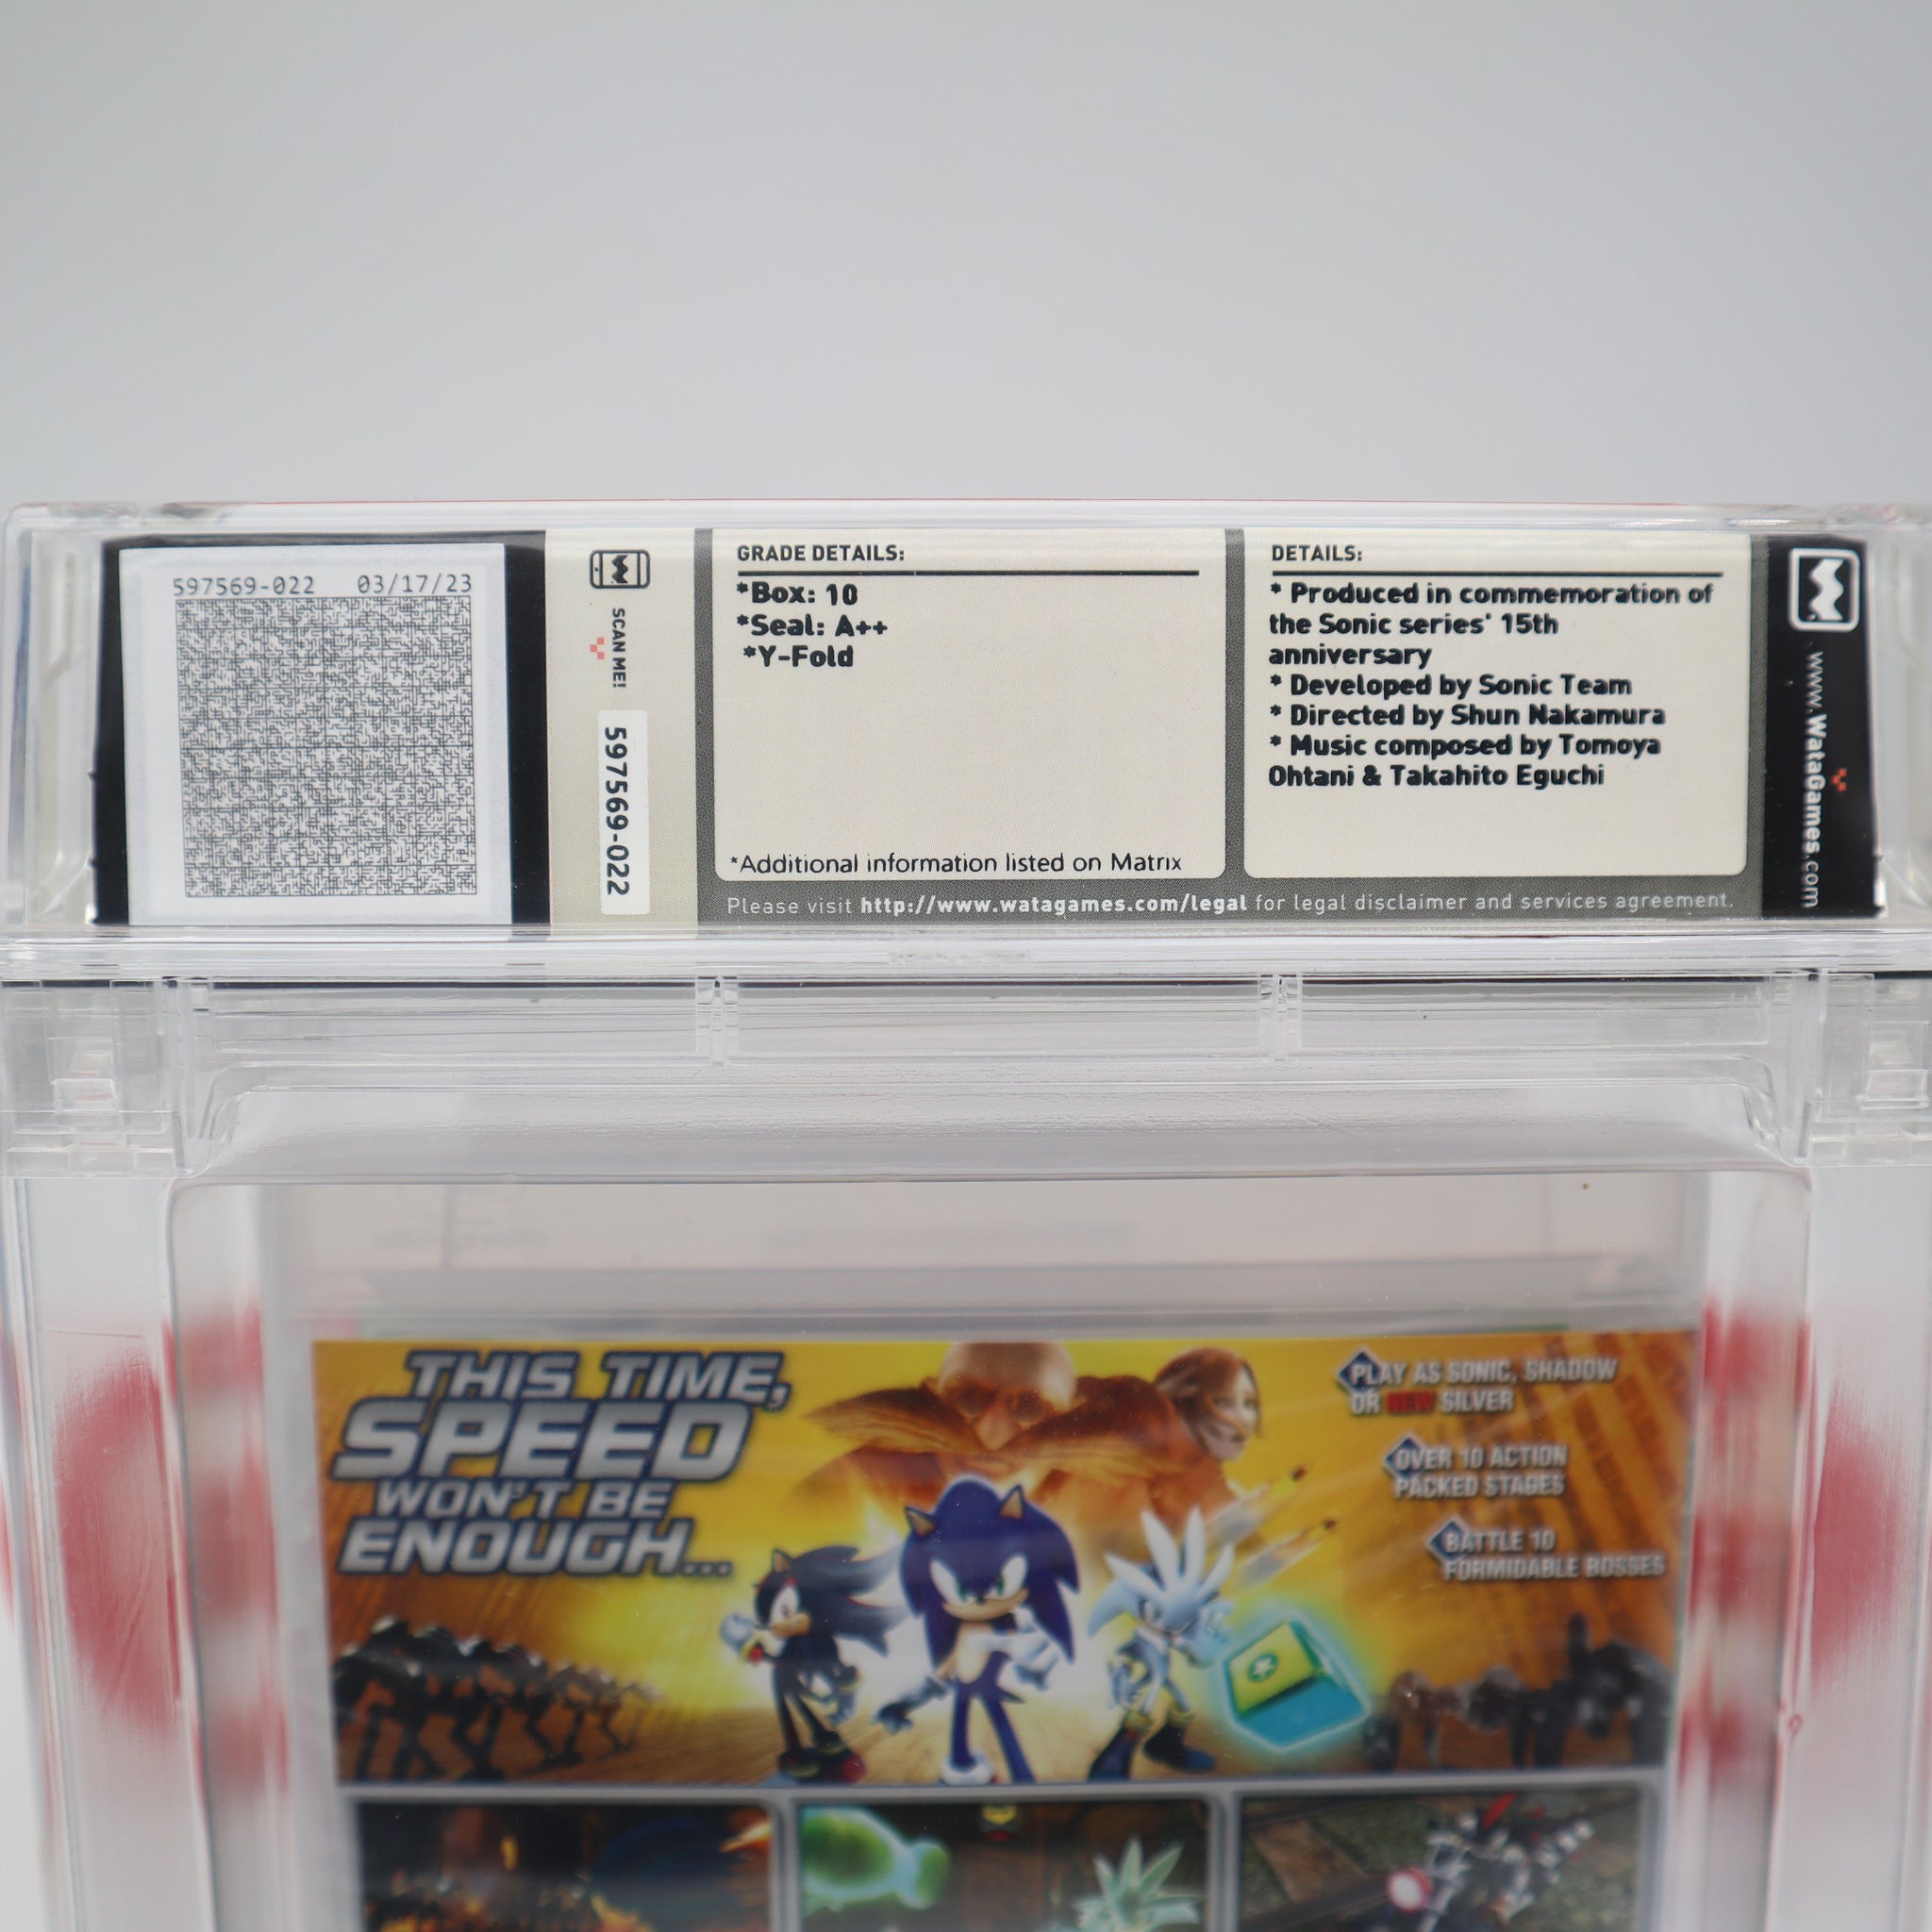 597569-022 03/17/23
SCAN ME!
597569-022
GRADE DETAILS:
*Box: 10
*Seal: A++
*Y-Fold
*Additional information listed on Matrix
DETAILS:
* Produced in commemoration of
the Sonic series' 15th
anniversary
* Developed by Sonic Team
* Directed by Shun Nakamura
* Music composed by Tomoya
Ohtani & Takahito Eguchi
Please visit http://www.watagames.com/legal for legal disclaimer and services agreement.
www.WataGames.com
THIS TIME,
SPEED
WON'T BE
ENOUGH...
PLAY AS SONIC, SHADOW
OR NEW SILVER
OVER 10 ACTION
PACKED STAGES
BATTLE 10
FORMIDABLE BOSSES